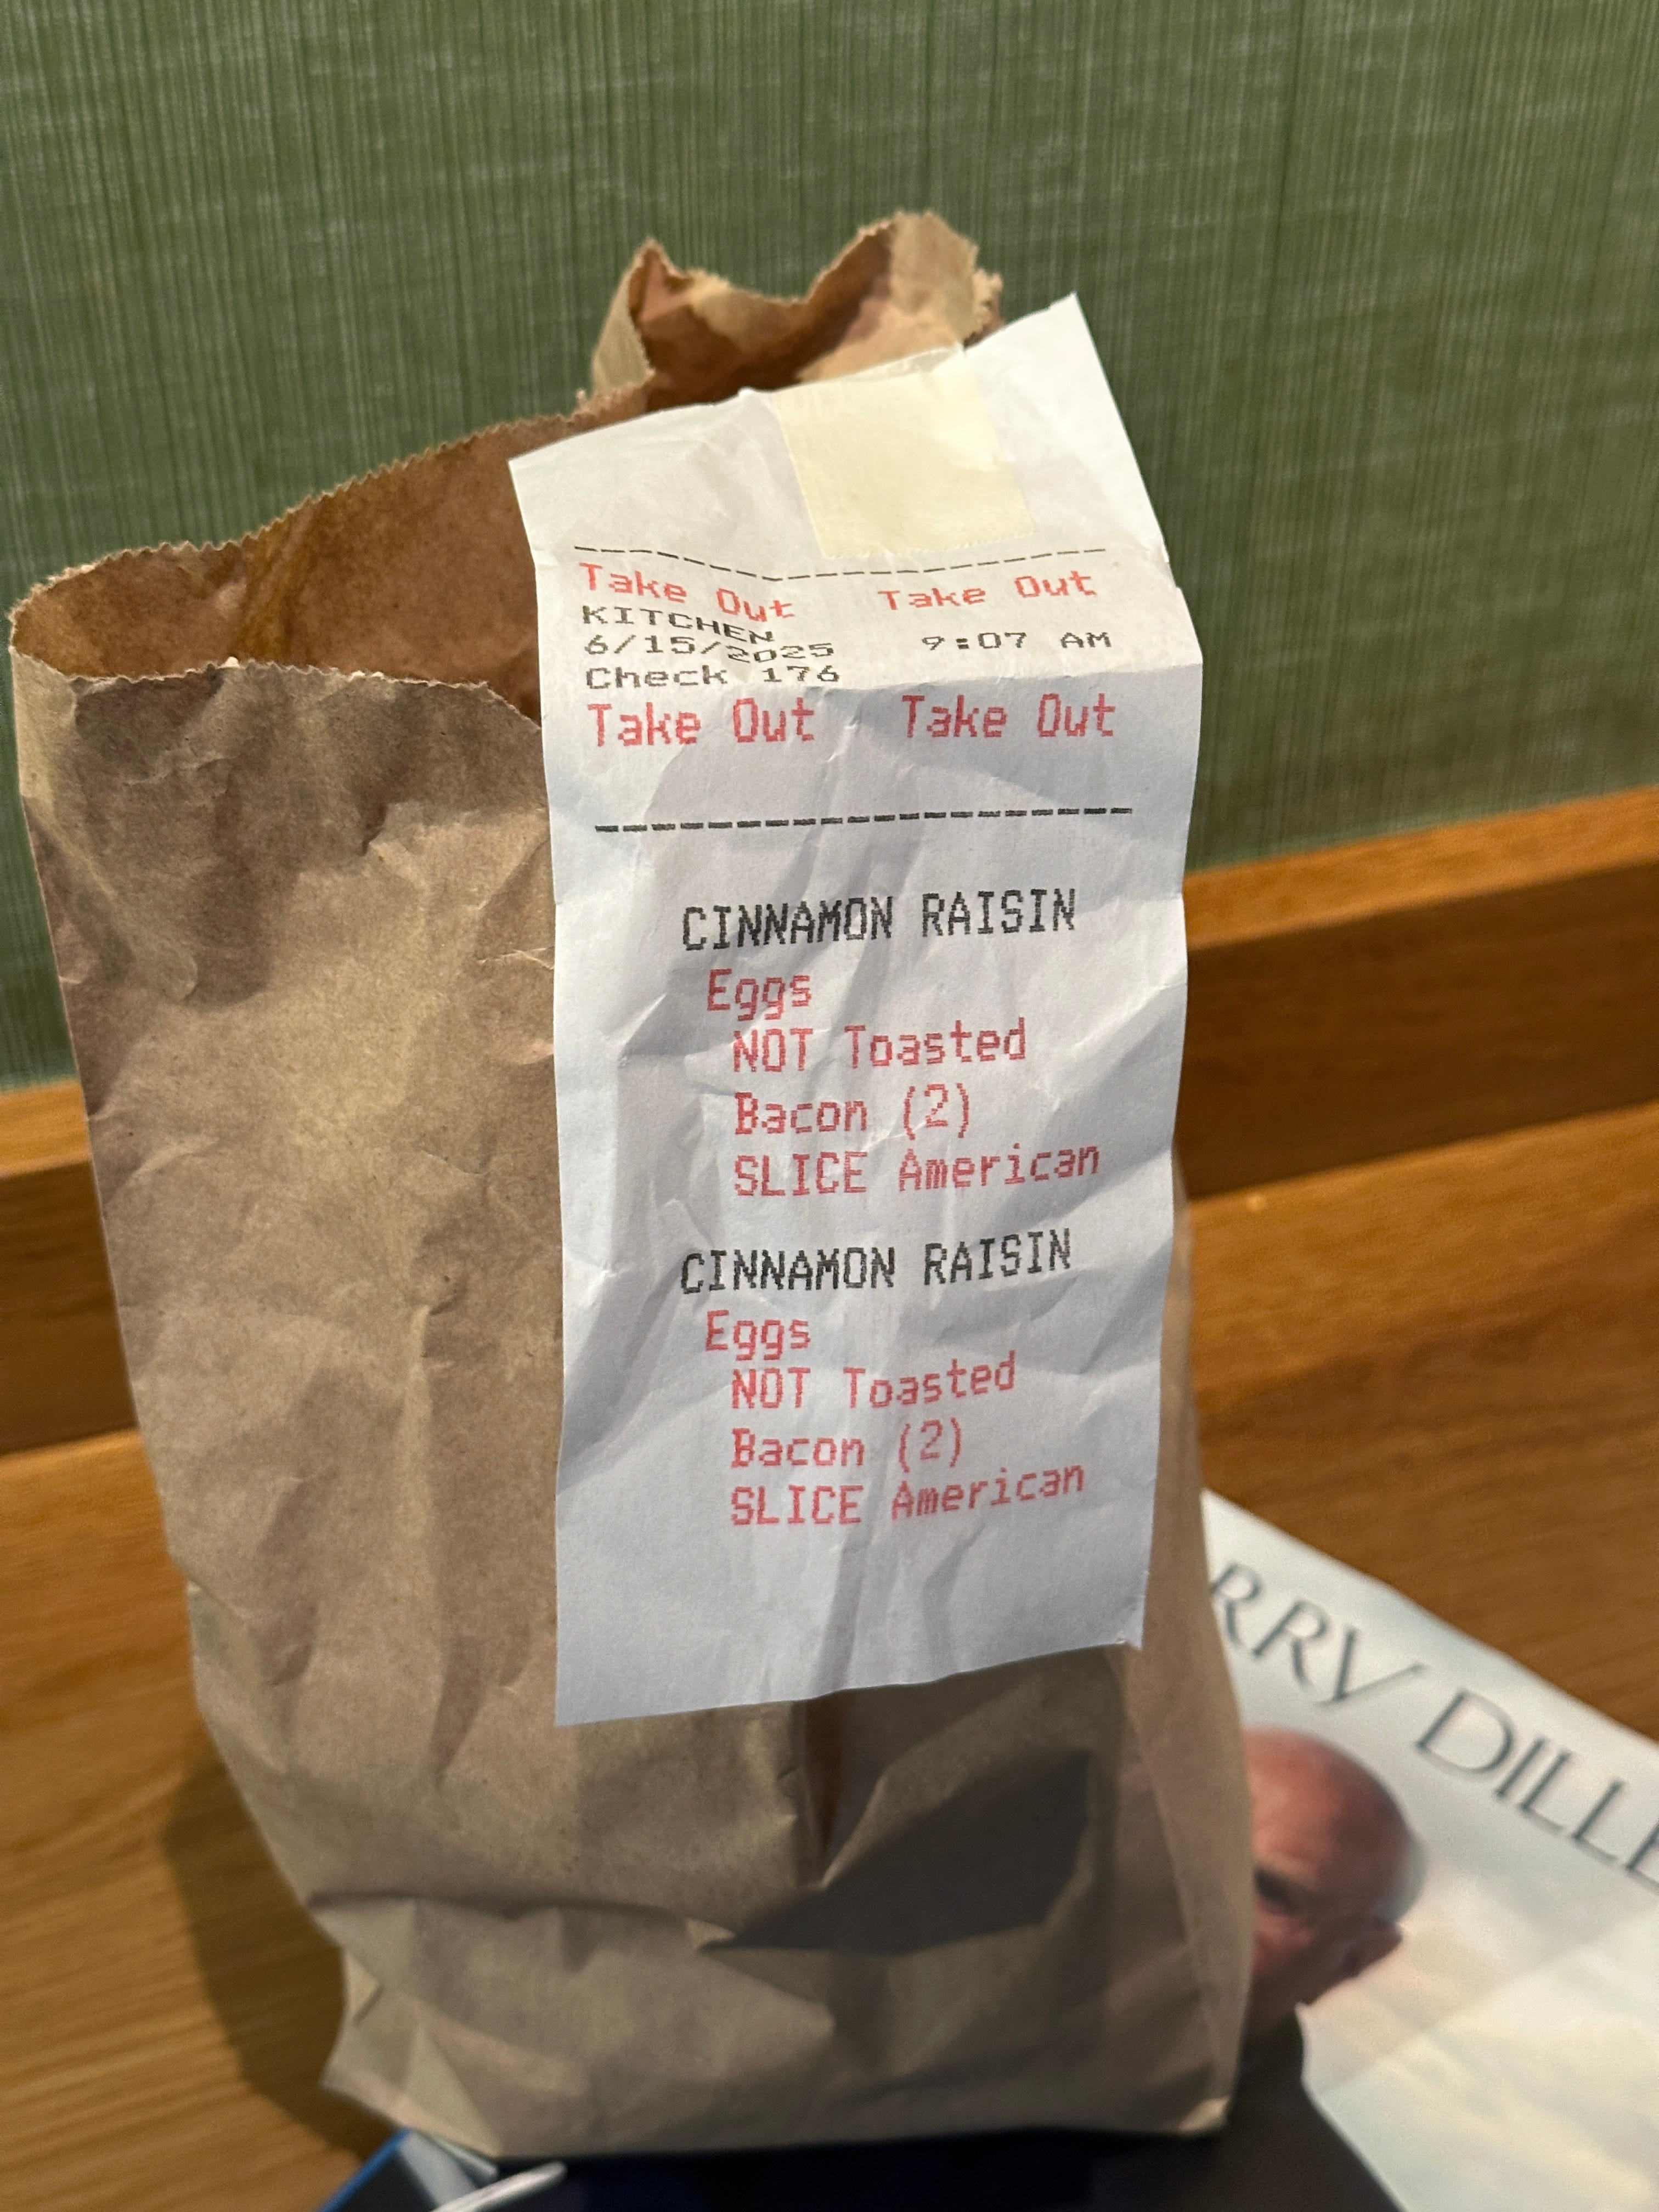 Take Out Take Out
KITCHEN
6/15/2025 9:07 AM
Check 176
Take Out Take Out
CINNAMON RAISIN
Eggs
NOT Toasted
Bacon (2)
SLICE American
CINNAMON RAISIN
Eggs
NOT Toasted
Bacon (2)
SLICE American
RRY DILLE